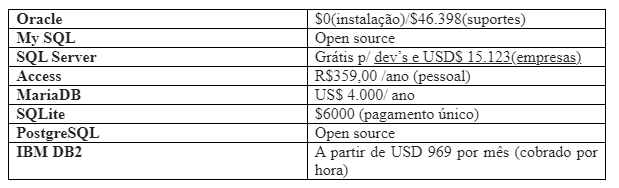 Oracle $0(instalação)/$46.398(suportes)
My SQL Open source
SQL Server Grátis p/ dev's e USD$ 15.123(empresas)
Access R$359,00 /ano (pessoal)
MariaDB US$ 4.000/ ano
SQLite $6000 (pagamento único)
PostgreSQL Open source
IBM DB2 A partir de USD 969 por mês (cobrado por
hora)